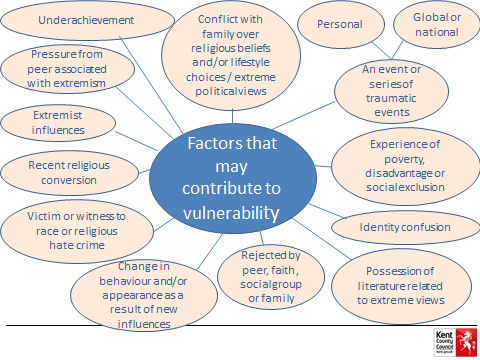 Underachievement
Conflict with
family over
religious beliefs
and/or lifestyle
choices / extreme
political views
Personal
Global or
national
An event or
series of
traumatic
events
Pressure from
peer associated
with extremism
Extremist
influences
Recent religious
conversion
Victim or witness to
race or religious
hate crime
Change in
behaviour and/or
appearance as a
result of new
influences
Rejected by
peer, faith,
social group
or family
Possession of
literature related
to extreme views
Identity confusion
Experience of
poverty,
disadvantage or
social exclusion
Factors that
may
contribute to
vulnerability
Kent
County
Council
kent.gov.uk